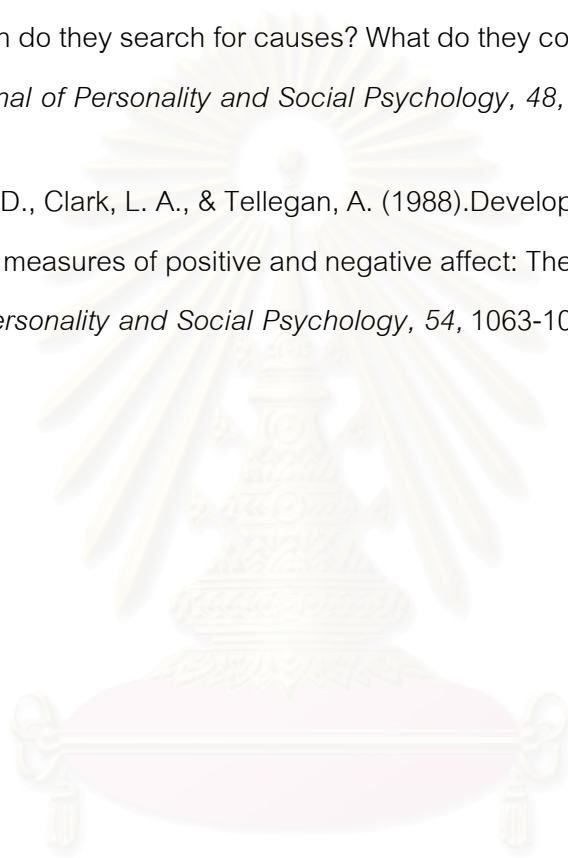 n do they search for causes? What do they co
nal of Personality and Social Psychology, 48,
D., Clark, L. A., & Tellegan, A. (1988).Develop
measures of positive and negative affect: The
ersonality and Social Psychology, 54, 1063-10